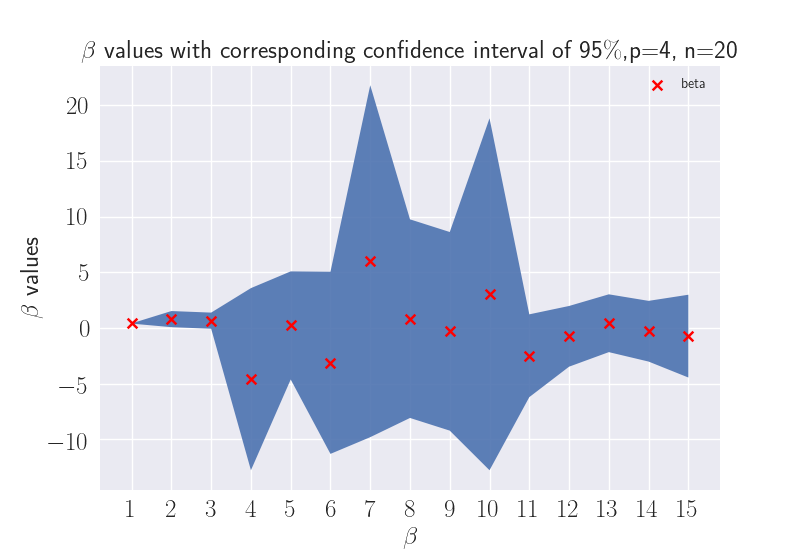 β values with corresponding confidence interval of 95%,p=4, n=20
beta
20
15
10
5
0
−5
−10
β values
1 2 3 4 5 6 7 8 9 10 11 12 13 14 15
β